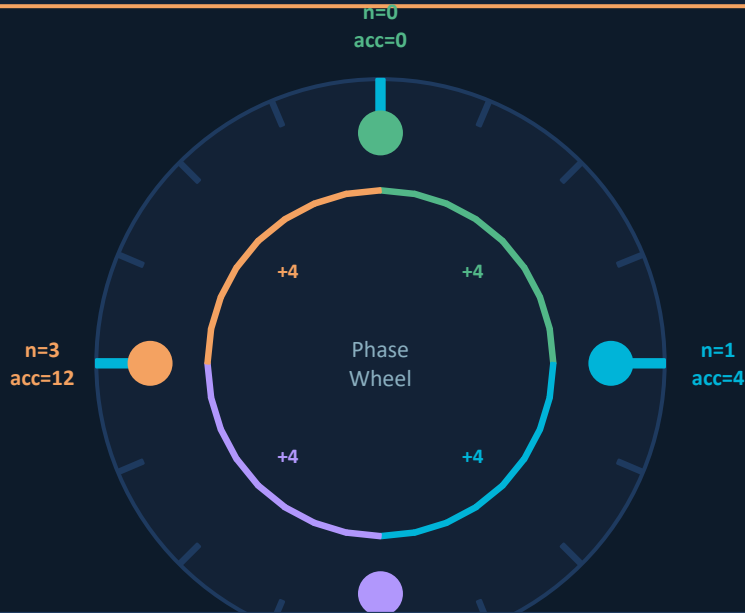 n=0
acc=0
+4
+4
n=3
acc=12
Phase
Wheel
n=1
acc=4
+4
+4